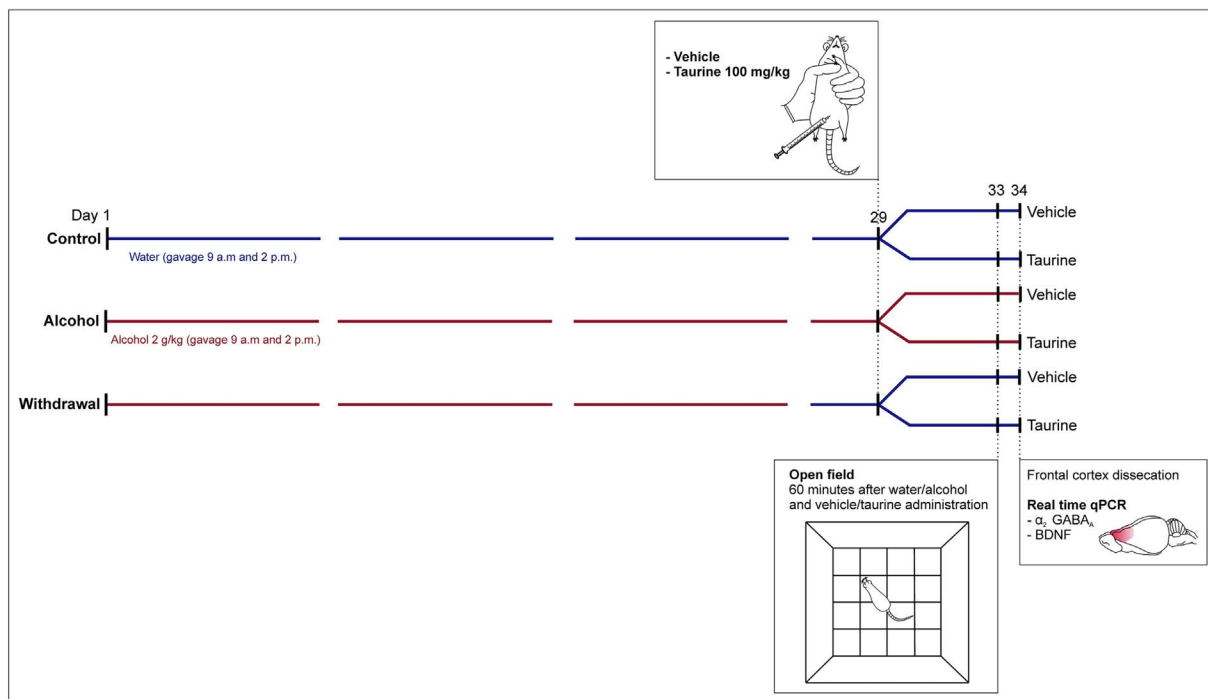 - Vehicle
- Taurine 100 mg/kg
Day 1
29
33
34
Control
Water (gavage 9 a.m and 2 p.m.)
Vehicle
Taurine
Alcohol
Alcohol 2 g/kg (gavage 9 a.m and 2 p.m.)
Vehicle
Taurine
Withdrawal
Vehicle
Taurine
Open field
60 minutes after water/alcohol
and vehicle/taurine administration
Frontal cortex dissecation
Real time qPCR
- α₂ GABAₐ
- BDNF